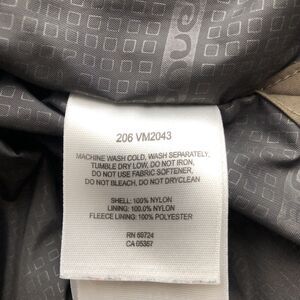 206 VM2043
MACHINE WASH COLD, WASH SEPARATELY,
TUMBLE DRY LOW, DO NOT IRON,
DO NOT USE FABRIC SOFTENER,
DO NOT BLEACH, DO NOT DRYCLEAN
SHELL: 100% NYLON
LINING: 100.0% NYLON
FLEECE LINING: 100% POLYESTER
RN 69724
CA 05367